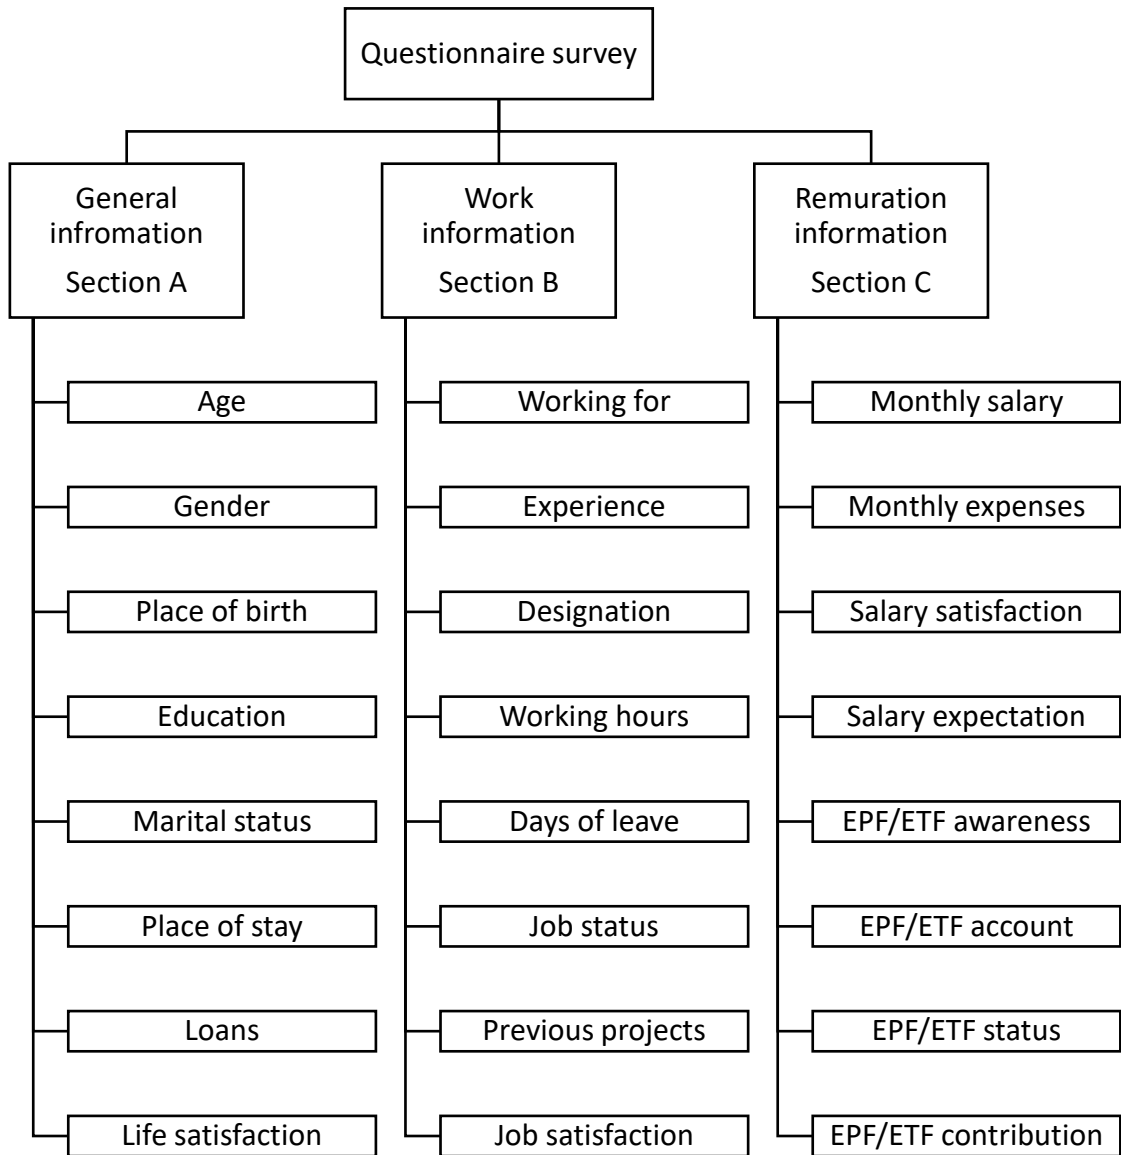 Questionnaire survey
General
infromation
Section A
Work
information
Section B
Remuration
information
Section C
Age
Gender
Place of birth
Education
Marital status
Place of stay
Loans
Life satisfaction
Working for
Experience
Designation
Working hours
Days of leave
Job status
Previous projects
Job satisfaction
Monthly salary
Monthly expenses
Salary satisfaction
Salary expectation
EPF/ETF awareness
EPF/ETF account
EPF/ETF status
EPF/ETF contribution